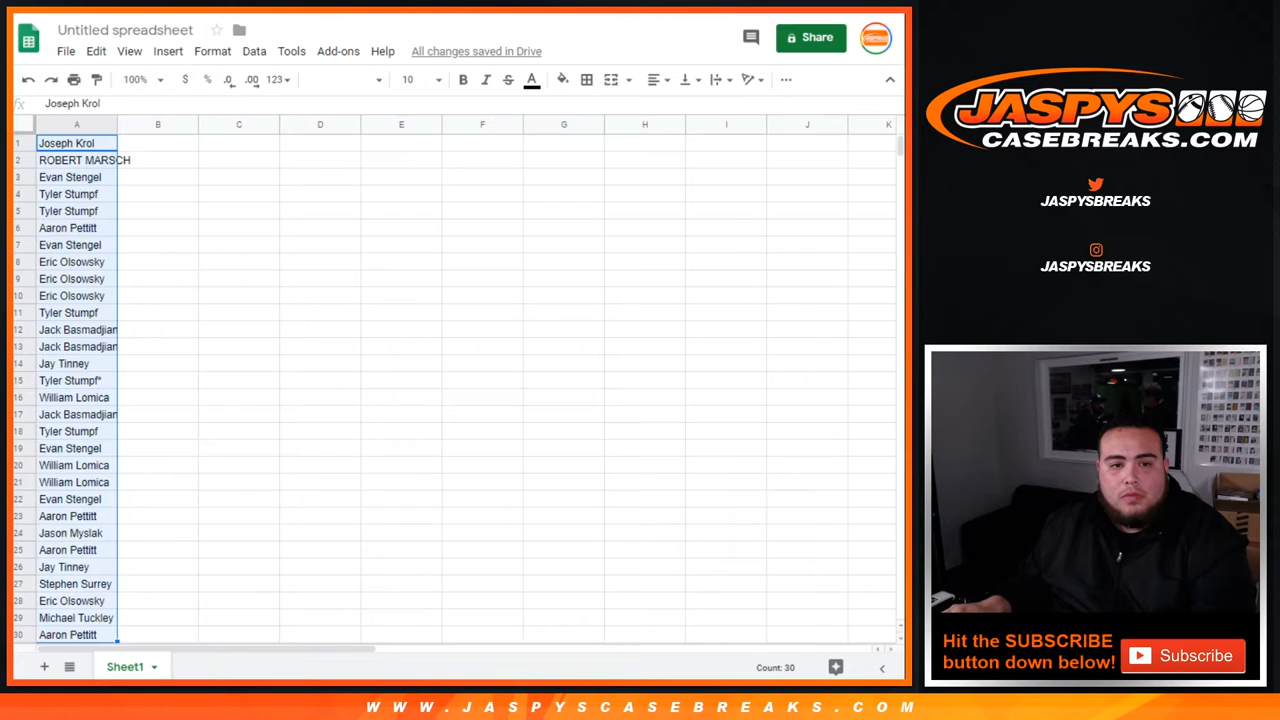 Untitled spreadsheet
File Edit View Insert Format Data Tools Add-ons Help All changes saved in Drive
Share
100% $ % .0 .00 123 10 B I S A
fx Joseph Krol
A B C D E F G H I J K
1 Joseph Krol
2 ROBERT MARSCH
3 Evan Stengel
4 Tyler Stumpf
5 Tyler Stumpf
6 Aaron Pettitt
7 Evan Stengel
8 Eric Olsowsky
9 Eric Olsowsky
10 Eric Olsowsky
11 Tyler Stumpf
12 Jack Basmadjian
13 Jack Basmadjian
14 Jay Tinney
15 Tyler Stumpf*
16 William Lomica
17 Jack Basmadjian
18 Tyler Stumpf
19 Evan Stengel
20 William Lomica
21 William Lomica
22 Evan Stengel
23 Aaron Pettitt
24 Jason Myslak
25 Aaron Pettitt
26 Jay Tinney
27 Stephen Surrey
28 Eric Olsowsky
29 Michael Tuckley
30 Aaron Pettitt
Sheet1
Count: 30
JASPYS
CASEBREAKS.COM
JASPYSBREAKS
JASPYSBREAKS
Hit the SUBSCRIBE
button down below!
Subscribe
WWW.JASPYSCASEBREAKS.COM